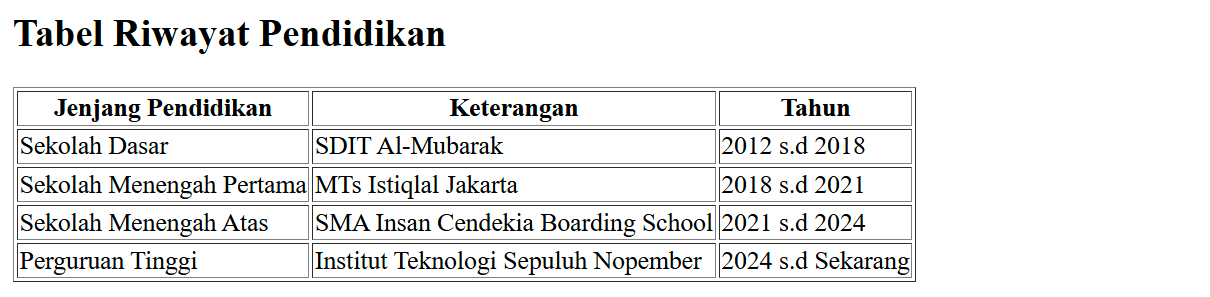 Tabel Riwayat Pendidikan
Jenjang Pendidikan Keterangan Tahun
Sekolah Dasar SDIT Al-Mubarak 2012 s.d 2018
Sekolah Menengah Pertama MTs Istiqlal Jakarta 2018 s.d 2021
Sekolah Menengah Atas SMA Insan Cendekia Boarding School 2021 s.d 2024
Perguruan Tinggi Institut Teknologi Sepuluh Nopember 2024 s.d Sekarang